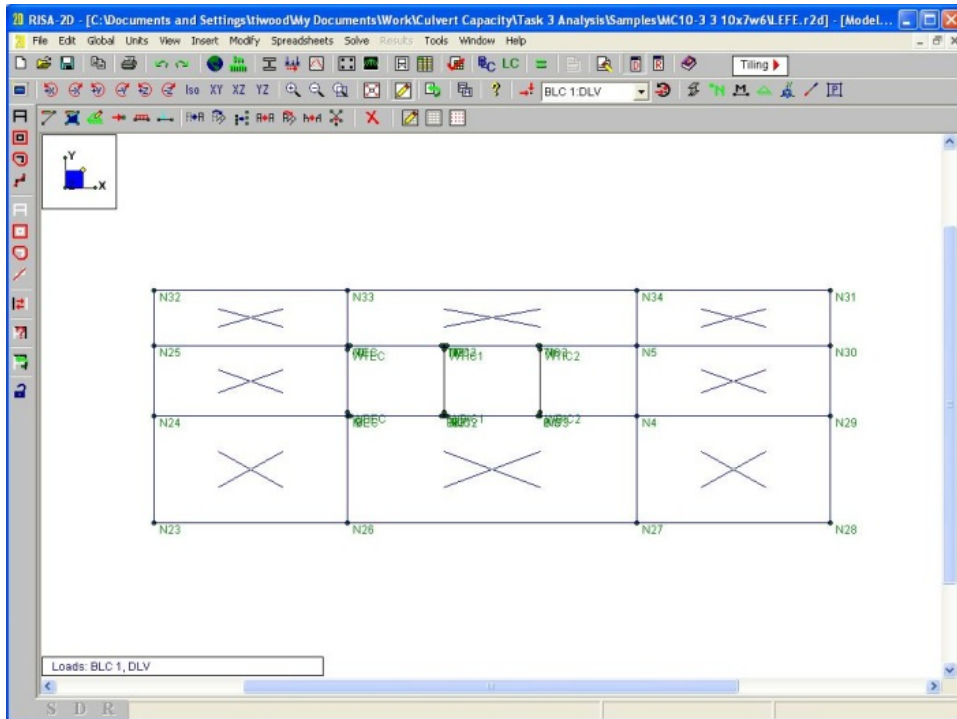 RISA-2D - [C:\Documents and Settings\tiwood\My Documents\Work\Culvert Capacity\Task 3 Analysis\Samples\MC10-3 3 10x7w6\LEFE.r2d] - [Model...
File Edit Global Units View Insert Modify Spreadsheets Solve Results Tools Window Help
LC Tiling
Iso XY XZ YZ BLC 1:DLV
Y
X
N32 N33 N34 N31
N25 N5 N30
N24 N4 N29
N23 N26 N27 N28
Loads: BLC 1, DLV
S D R